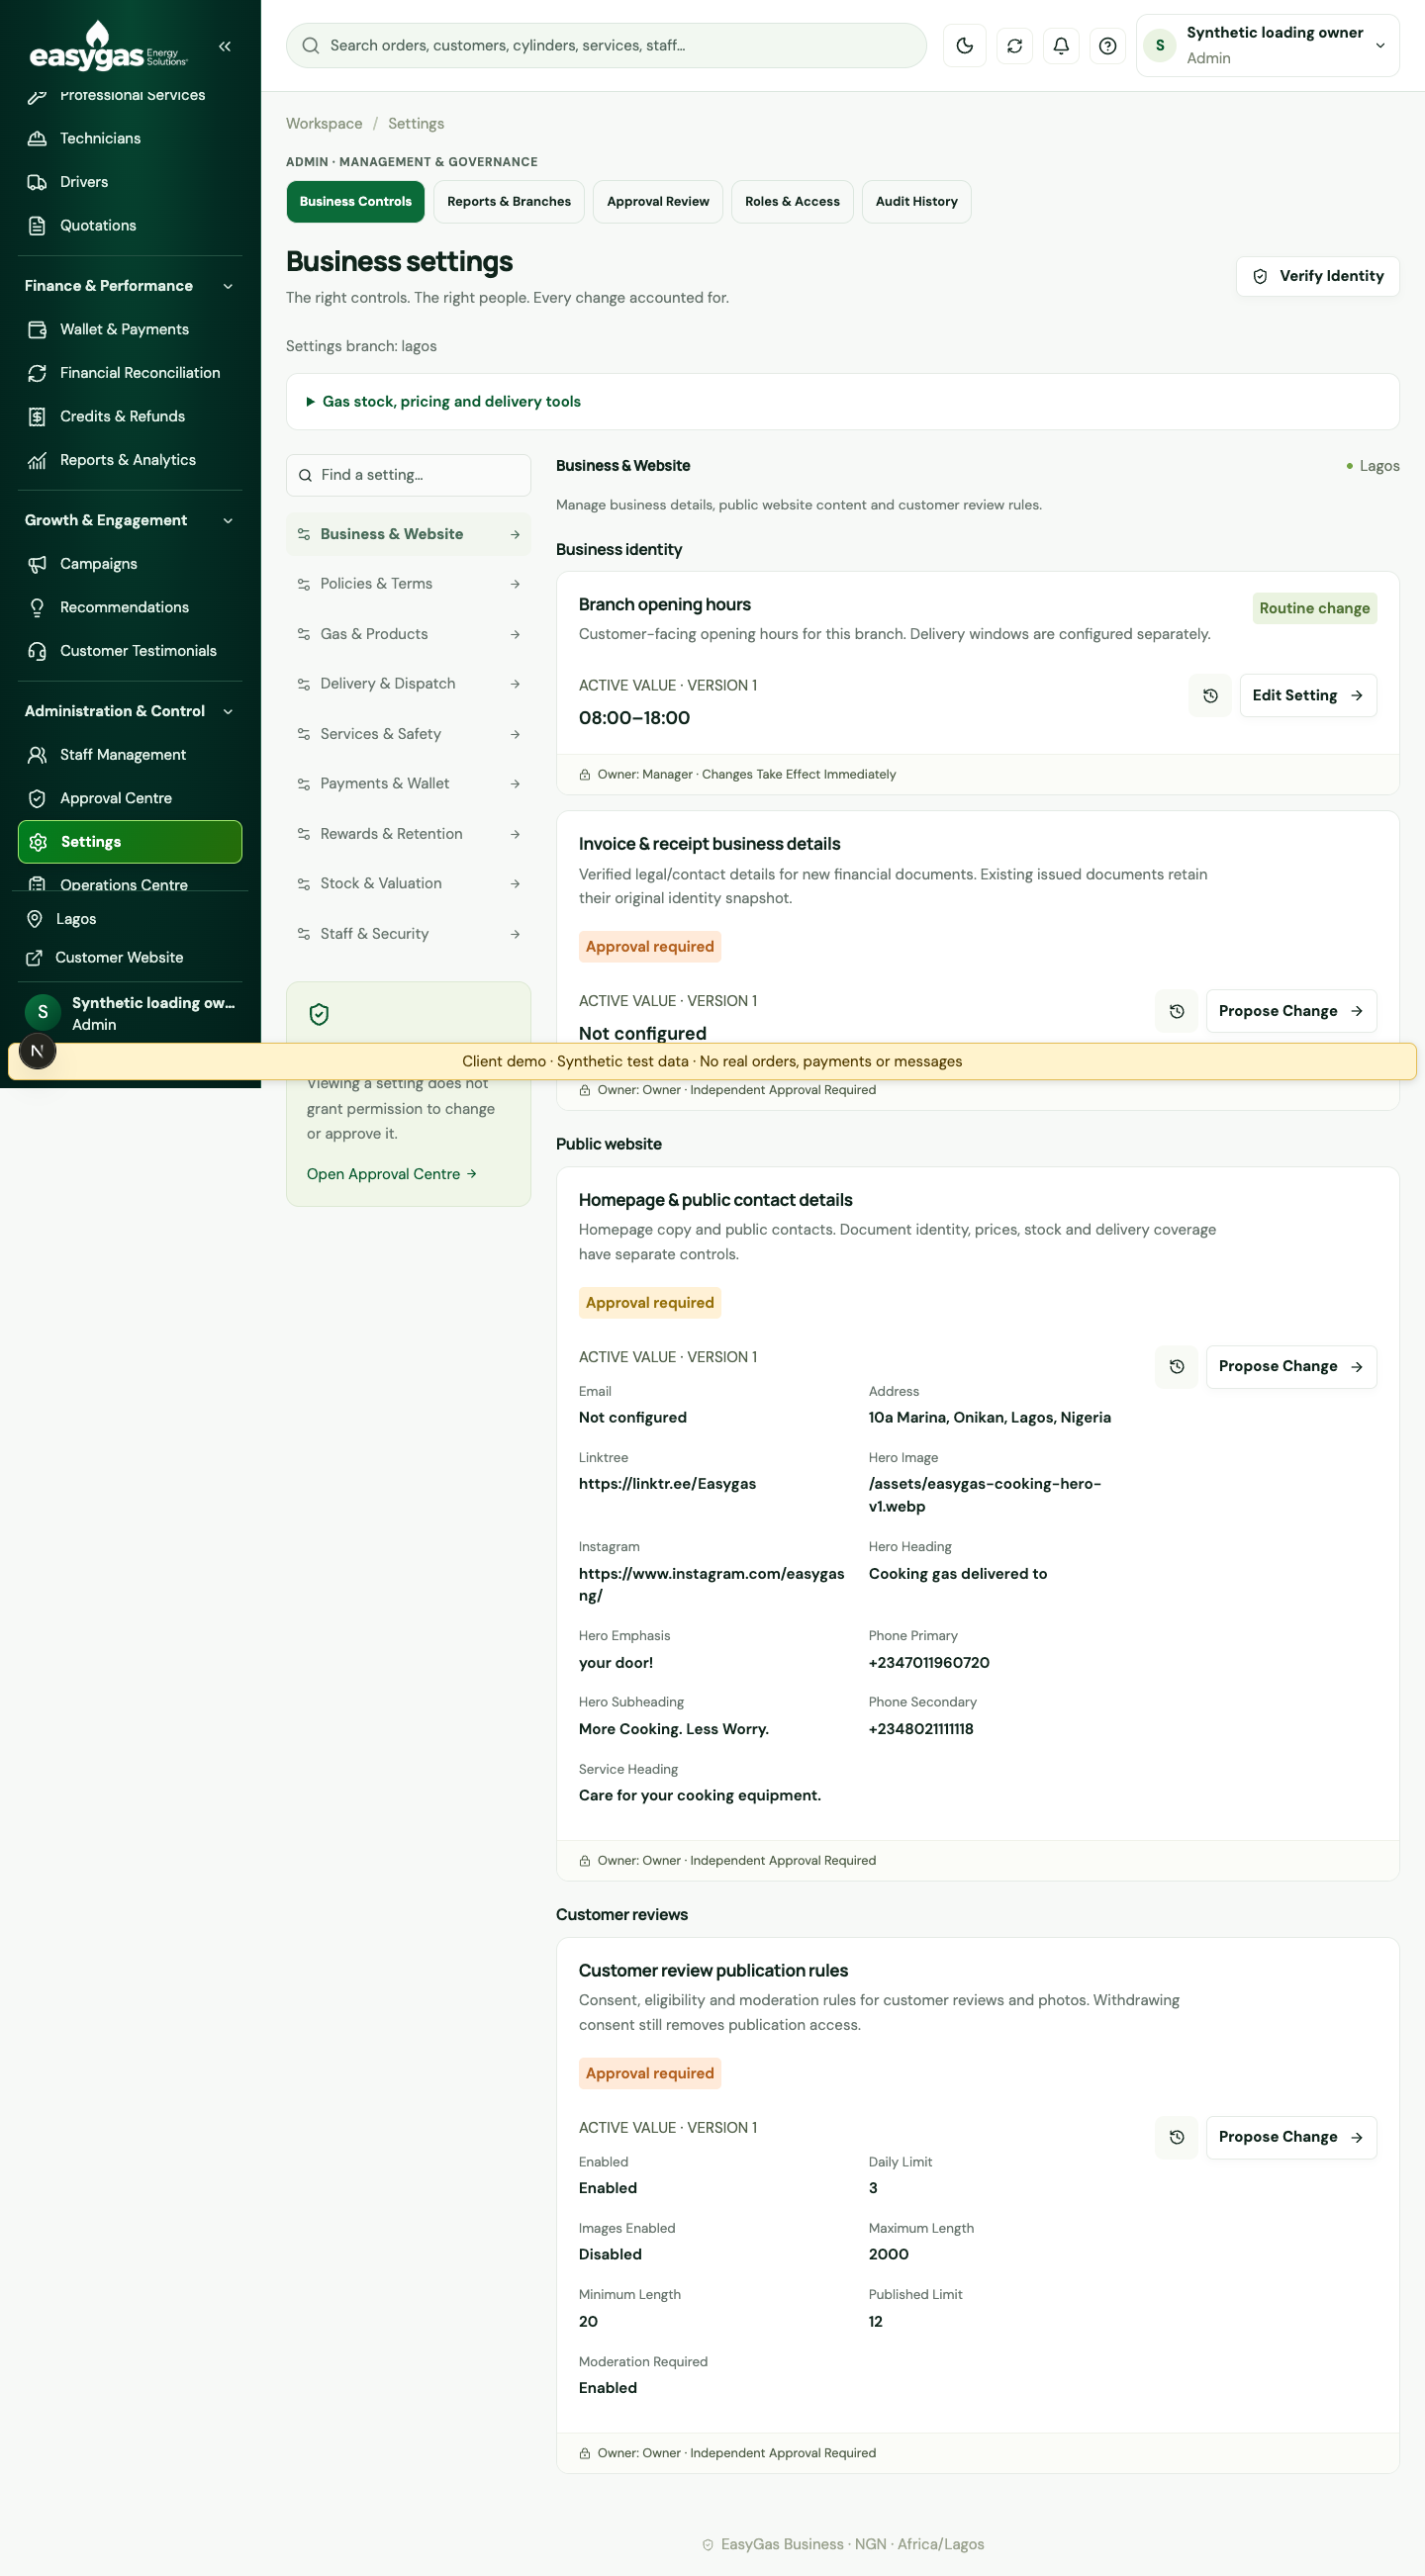 easygas Energy Solutions
Professional Services
Technicians
Drivers
Quotations
Finance & Performance
Wallet & Payments
Financial Reconciliation
Credits & Refunds
Reports & Analytics
Growth & Engagement
Campaigns
Recommendations
Customer Testimonials
Administration & Control
Staff Management
Approval Centre
Settings
Operations Centre
Lagos
Customer Website
S
Synthetic loading ow...
Admin
N
Search orders, customers, cylinders, services, staff...
S
Synthetic loading owner
Admin
Workspace / Settings
ADMIN · MANAGEMENT & GOVERNANCE
Business Controls
Reports & Branches
Approval Review
Roles & Access
Audit History
Business settings
The right controls. The right people. Every change accounted for.
Verify Identity
Settings branch: lagos
Gas stock, pricing and delivery tools
Find a setting...
Business & Website
Policies & Terms
Gas & Products
Delivery & Dispatch
Services & Safety
Payments & Wallet
Rewards & Retention
Stock & Valuation
Staff & Security
Viewing a setting does not
grant permission to change
or approve it.
Open Approval Centre →
Business & Website
Lagos
Manage business details, public website content and customer review rules.
Business identity
Branch opening hours
Routine change
Customer-facing opening hours for this branch. Delivery windows are configured separately.
ACTIVE VALUE · VERSION 1
08:00–18:00
Edit Setting →
Owner: Manager · Changes Take Effect Immediately
Invoice & receipt business details
Verified legal/contact details for new financial documents. Existing issued documents retain
their original identity snapshot.
Approval required
ACTIVE VALUE · VERSION 1
Not configured
Propose Change →
Client demo · Synthetic test data · No real orders, payments or messages
Owner: Owner · Independent Approval Required
Public website
Homepage & public contact details
Homepage copy and public contacts. Document identity, prices, stock and delivery coverage
have separate controls.
Approval required
ACTIVE VALUE · VERSION 1
Propose Change →
Email
Not configured
Address
10a Marina, Onikan, Lagos, Nigeria
Linktree
https://linktr.ee/Easygas
Hero Image
/assets/easygas-cooking-hero-
v1.webp
Instagram
https://www.instagram.com/easygas
ng/
Hero Heading
Cooking gas delivered to
Hero Emphasis
your door!
Phone Primary
+2347011960720
Hero Subheading
More Cooking. Less Worry.
Phone Secondary
+2348021111118
Service Heading
Care for your cooking equipment.
Owner: Owner · Independent Approval Required
Customer reviews
Customer review publication rules
Consent, eligibility and moderation rules for customer reviews and photos. Withdrawing
consent still removes publication access.
Approval required
ACTIVE VALUE · VERSION 1
Propose Change →
Enabled
Enabled
Daily Limit
3
Images Enabled
Disabled
Maximum Length
2000
Minimum Length
20
Published Limit
12
Moderation Required
Enabled
Owner: Owner · Independent Approval Required
EasyGas Business · NGN · Africa/Lagos